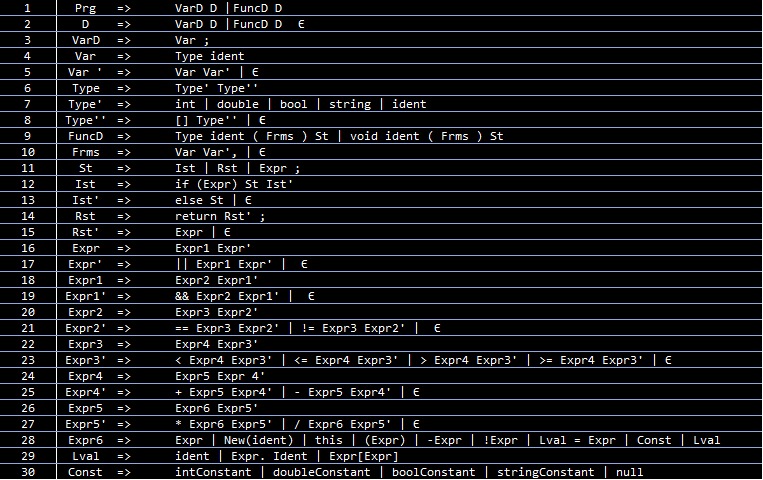 1 Prg => VarD D |FuncD D
2 D => VarD D |FuncD D ϵ
3 VarD => Var ;
4 Var => Type ident
5 Var ' => Var Var' | ϵ
6 Type => Type' Type''
7 Type' => int | double | bool | string | ident
8 Type'' => [] Type'' | ϵ
9 FuncD => Type ident ( Frms ) St | void ident ( Frms ) St
10 Frms => Var Var', | ϵ
11 St => Ist | Rst | Expr ;
12 Ist => if (Expr) St Ist'
13 Ist' => else St | ϵ
14 Rst => return Rst' ;
15 Rst' => Expr | ϵ
16 Expr => Expr1 Expr'
17 Expr' => || Expr1 Expr' | ϵ
18 Expr1 => Expr2 Expr1'
19 Expr1' => && Expr2 Expr1' | ϵ
20 Expr2 => Expr3 Expr2'
21 Expr2' => == Expr3 Expr2' | != Expr3 Expr2' | ϵ
22 Expr3 => Expr4 Expr3'
23 Expr3' => < Expr4 Expr3' | <= Expr4 Expr3' | > Expr4 Expr3' | >= Expr4 Expr3' | ϵ
24 Expr4 => Expr5 Expr 4'
25 Expr4' => + Expr5 Expr4' | - Expr5 Expr4' | ϵ
26 Expr5 => Expr6 Expr5'
27 Expr5' => * Expr6 Expr5' | / Expr6 Expr5' | ϵ
28 Expr6 => Expr | New(ident) | this | (Expr) | -Expr | !Expr | Lval = Expr | Const | Lval
29 Lval => ident | Expr. Ident | Expr[Expr]
30 Const => intConstant | doubleConstant | boolConstant | stringConstant | null